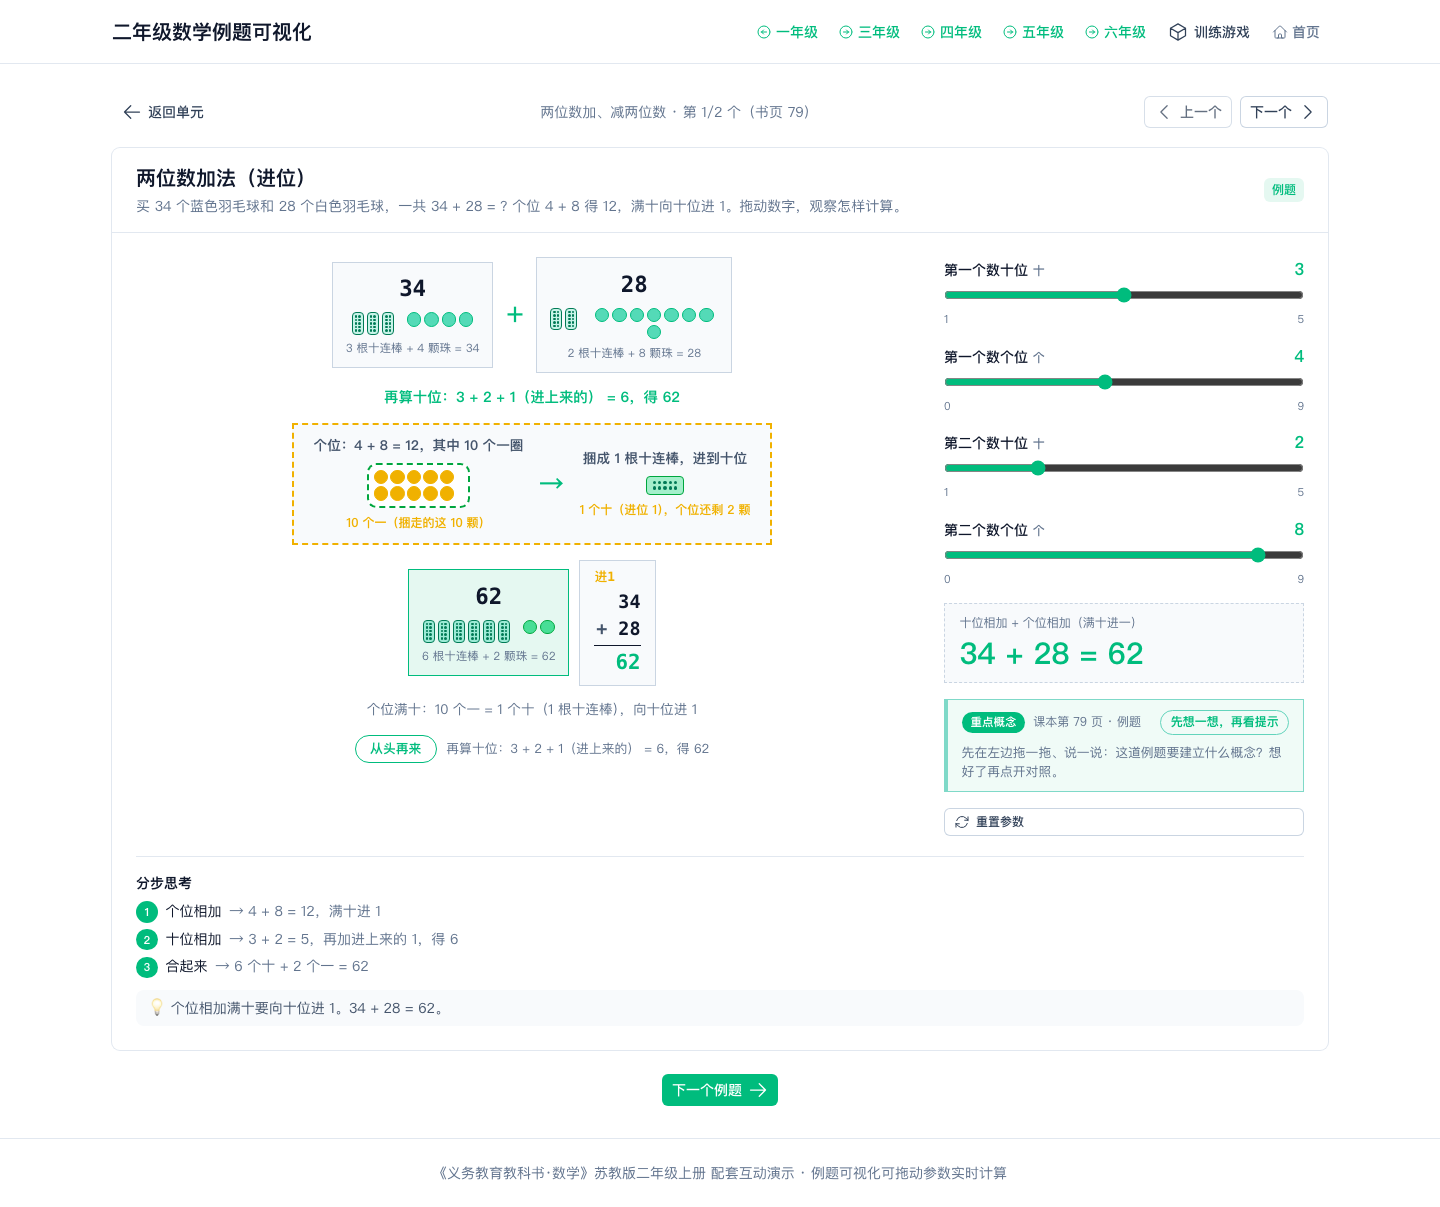 二年级数学例题可视化
一年级
三年级
四年级
五年级
六年级
训练游戏
首页
返回单元
两位数加、减两位数 · 第 1/2 个（书页 79）
上一个
下一个
两位数加法（进位）
买 34 个蓝色羽毛球和 28 个白色羽毛球，一共 34 + 28 = ? 个位 4 + 8 得 12，满十向十位进 1。拖动数字，观察怎样计算。
例题
34
3 根十连棒 + 4 颗珠 = 34
+
28
2 根十连棒 + 8 颗珠 = 28
再算十位：3 + 2 + 1（进上来的） = 6，得 62
个位：4 + 8 = 12，其中 10 个一圈
10 个一（捆走的这 10 颗）
→
捆成 1 根十连棒，进到十位
1 个十（进位 1），个位还剩 2 颗
62
6 根十连棒 + 2 颗珠 = 62
进1
34
+ 28
62
个位满十：10 个一 = 1 个十（1 根十连棒），向十位进 1
从头再来
再算十位：3 + 2 + 1（进上来的） = 6，得 62
第一个数十位 十 3
1 5
第一个数个位 个 4
0 9
第二个数十位 十 2
1 5
第二个数个位 个 8
0 9
十位相加 + 个位相加（满十进一）
34 + 28 = 62
重点概念 课本第 79 页 · 例题 先想一想，再看提示
先在左边拖一拖、说一说：这道例题要建立什么概念？想
好了再点开对照。
重置参数
分步思考
1 个位相加 → 4 + 8 = 12，满十进 1
2 十位相加 → 3 + 2 = 5，再加进上来的 1，得 6
3 合起来 → 6 个十 + 2 个一 = 62
💡 个位相加满十要向十位进 1。34 + 28 = 62。
下一个例题 →
《义务教育教科书·数学》苏教版二年级上册 配套互动演示 · 例题可视化可拖动参数实时计算